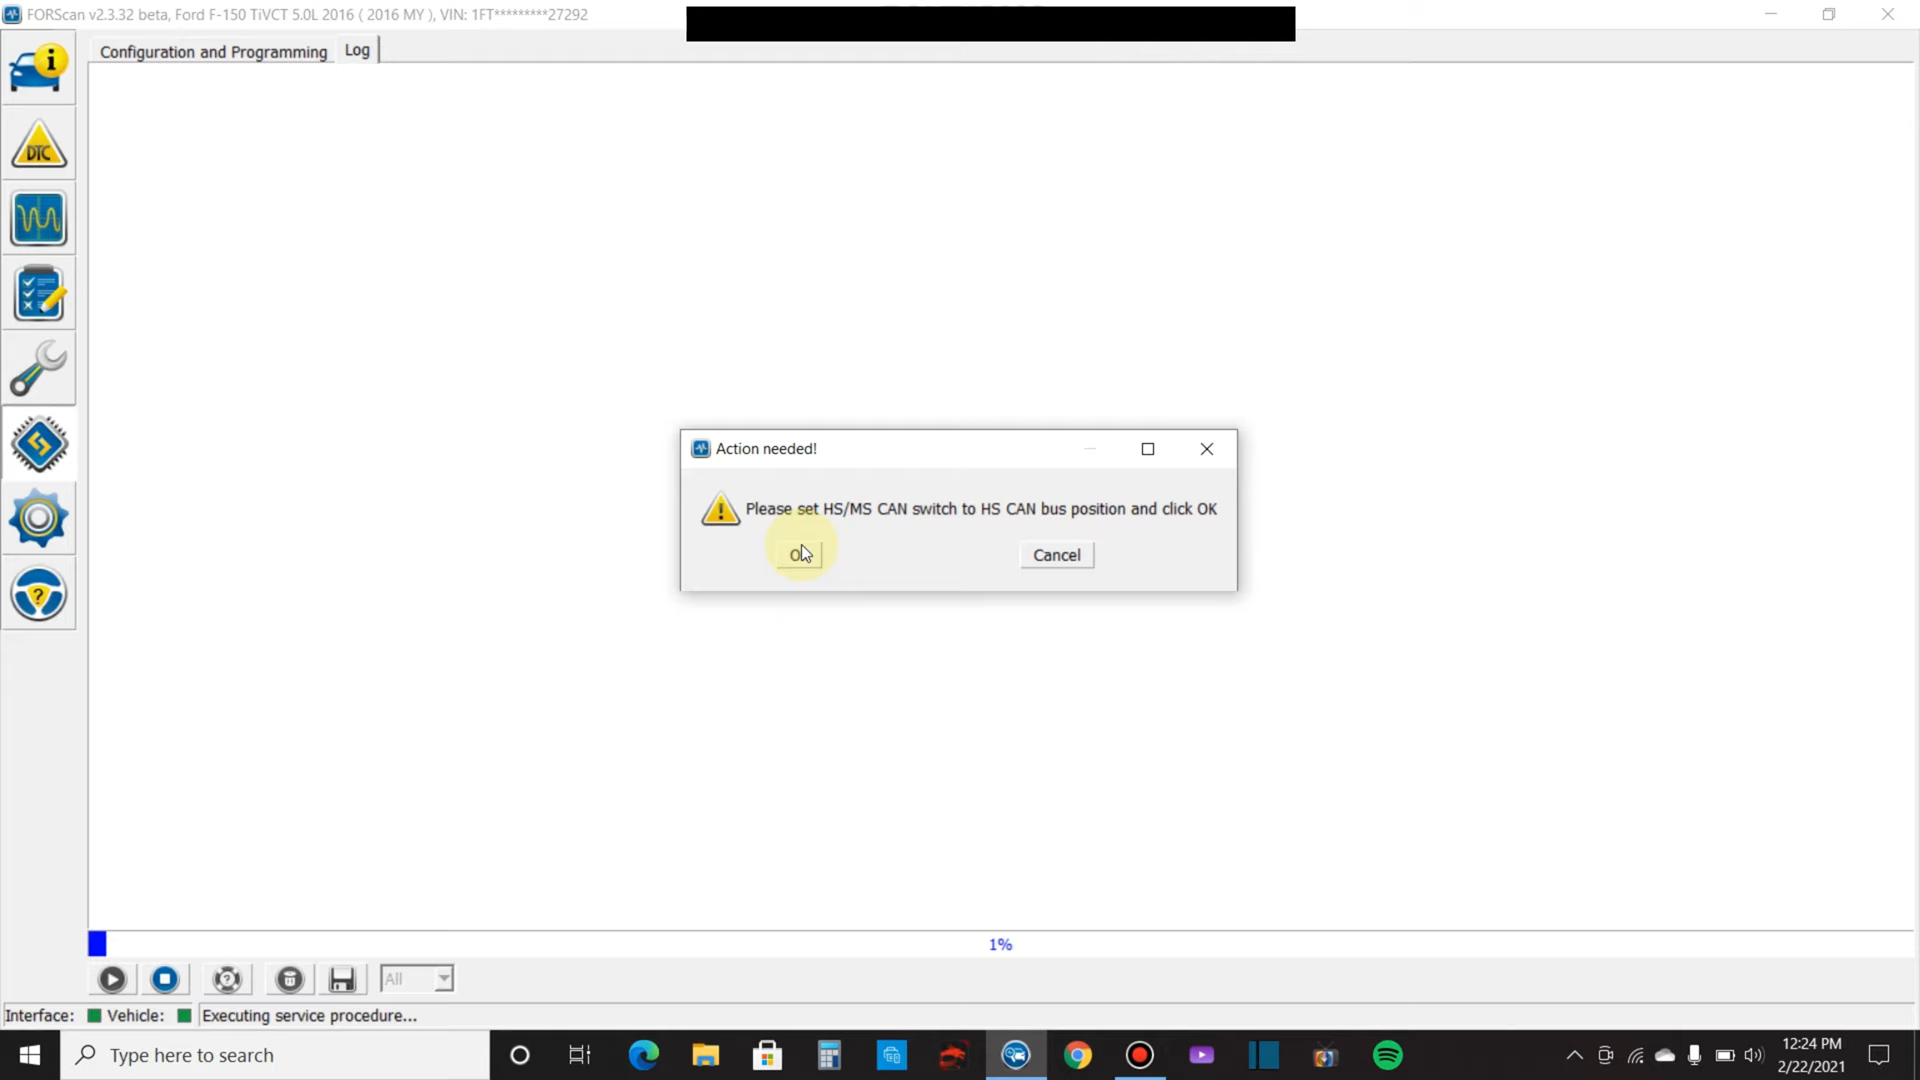 FORScan v2.3.32 beta, Ford F-150 TiVCT 5.0L 2016 ( 2016 MY ), VIN: 1FT*********27292
Configuration and Programming
Log
DTC
Action needed!
Please set HS/MS CAN switch to HS CAN bus position and click OK
Cancel
1%
All
Interface: Vehicle: Executing service procedure...
Type here to search
12:24 PM
2/22/2021